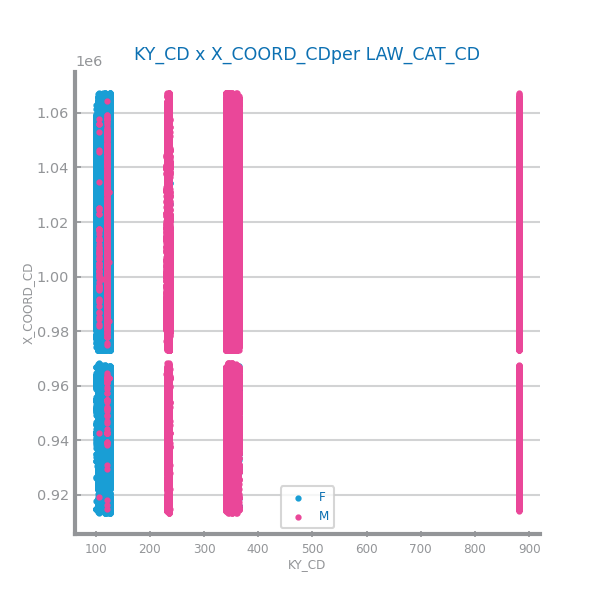 KY_CD x X_COORD_CDper LAW_CAT_CD
1e6
1.06
1.04
1.02
1.00
0.98
0.96
0.94
0.92
X_COORD_CD
F
M
100 200 300 400 500 600 700 800 900
KY_CD